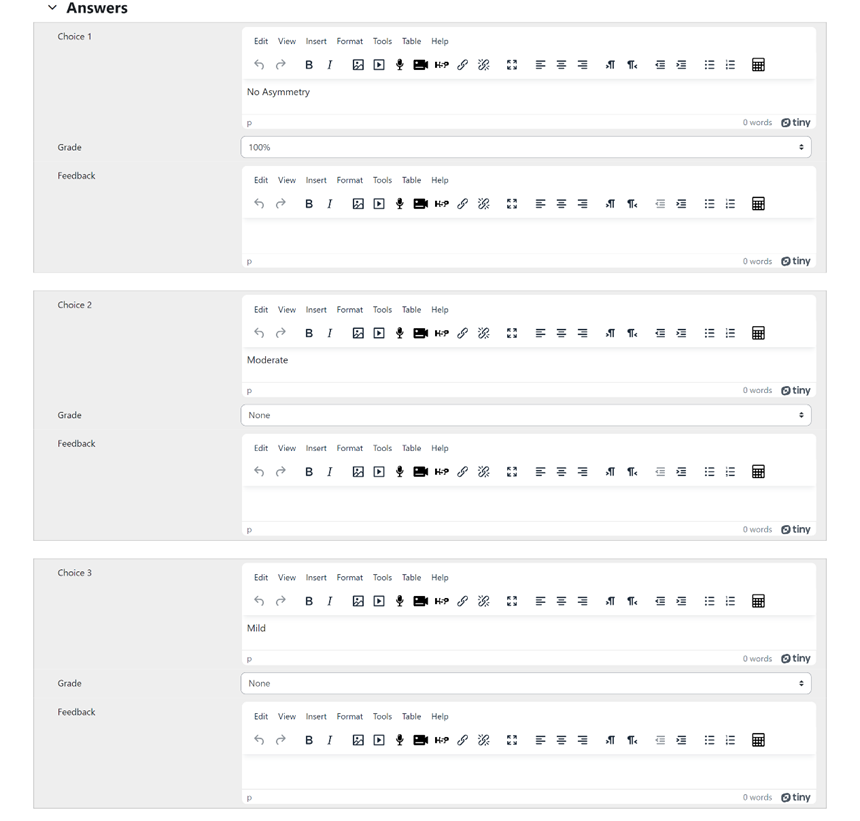 Answers
Choice 1
Edit View Insert Format Tools Table Help
B I H-P
No Asymmetry
p 0 words tiny
Grade 100%
Feedback
Edit View Insert Format Tools Table Help
B I H-P
p 0 words tiny
Choice 2
Edit View Insert Format Tools Table Help
B I H-P
Moderate
p 0 words tiny
Grade None
Feedback
Edit View Insert Format Tools Table Help
B I H-P
p 0 words tiny
Choice 3
Edit View Insert Format Tools Table Help
B I H-P
Mild
p 0 words tiny
Grade None
Feedback
Edit View Insert Format Tools Table Help
B I H-P
p 0 words tiny